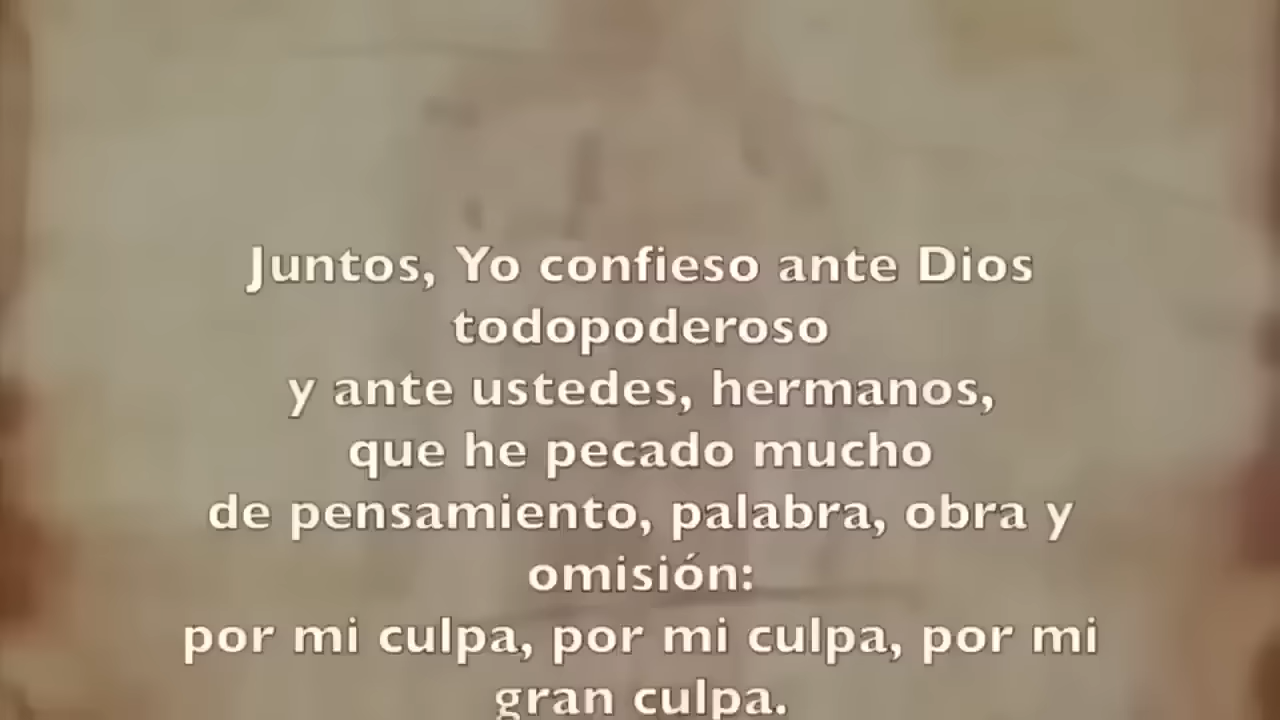 Juntos, Yo confieso ante Dios
todopoderoso
y ante ustedes, hermanos,
que he pecado mucho
de pensamiento, palabra, obra y
omisión:
por mi culpa, por mi culpa, por mi
gran culpa.